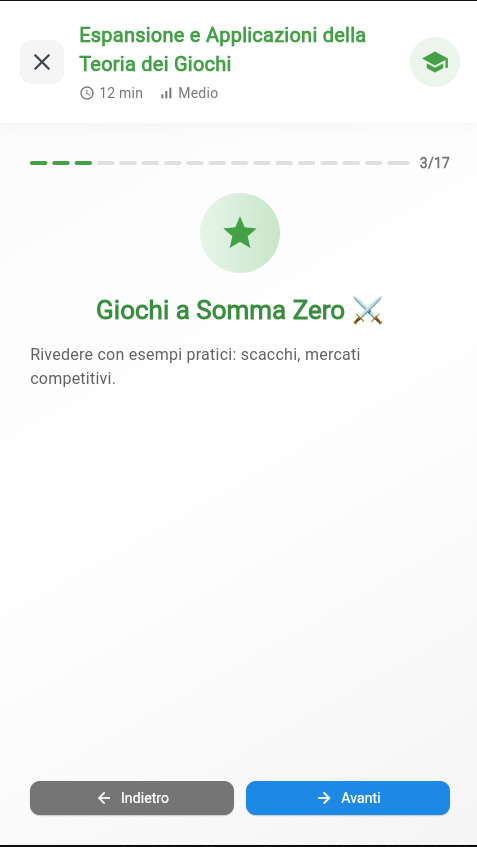 Espansione e Applicazioni della
Teoria dei Giochi
12 min Medio
3/17
Giochi a Somma Zero ⚔️
Rivedere con esempi pratici: scacchi, mercati
competitivi.
Indietro
Avanti